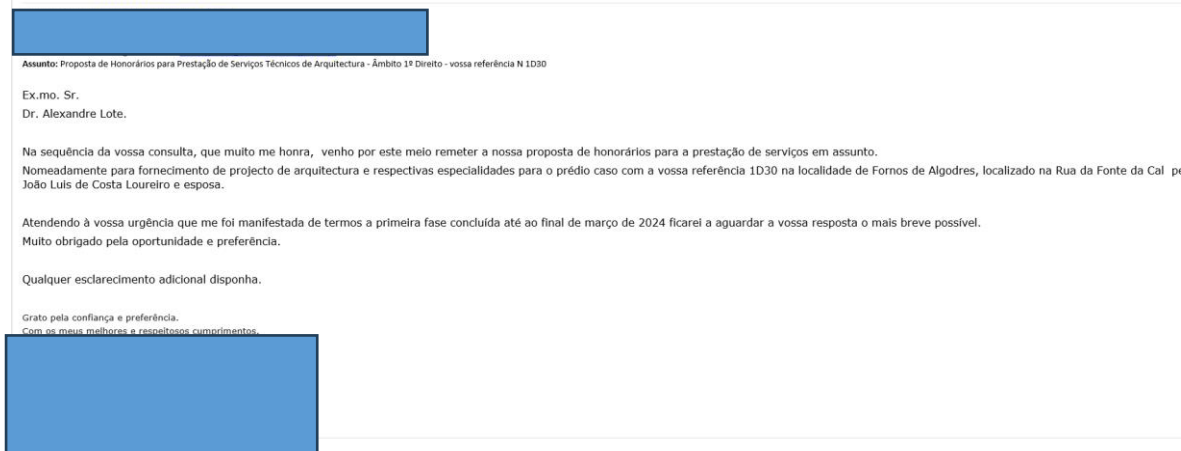 Assunto: Proposta de Honorários para Prestação de Serviços Técnicos de Arquitectura - Âmbito 1º Direito - vossa referência N 1D30
Ex.mo. Sr.
Dr. Alexandre Lote.
Na sequência da vossa consulta, que muito me honra, venho por este meio remeter a nossa proposta de honorários para a prestação de serviços em assunto.
Nomeadamente para fornecimento de projecto de arquitectura e respectivas especialidades para o prédio caso com a vossa referência 1D30 na localidade de Fornos de Algodres, localizado na Rua da Fonte da Cal
João Luis de Costa Loureiro e esposa.
Atendendo à vossa urgência que me foi manifestada de termos a primeira fase concluída até ao final de março de 2024 ficarei a aguardar a vossa resposta o mais breve possível.
Muito obrigado pela oportunidade e preferência.
Qualquer esclarecimento adicional disponha.
Grato pela confiança e preferência.
Com os meus melhores e respeitosos cumprimentos.